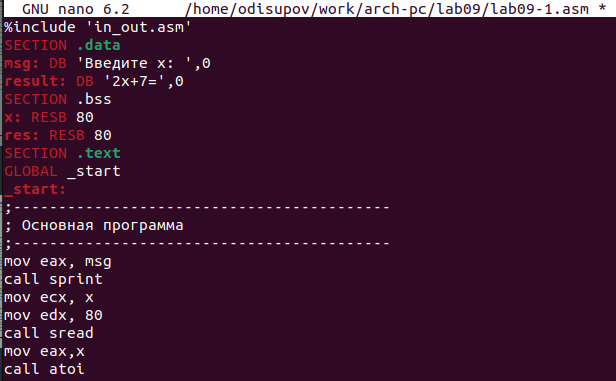 GNU nano 6.2 /home/odisupov/work/arch-pc/lab09/lab09-1.asm *
%include 'in_out.asm'
SECTION .data
msg: DB 'Введите x: ',0
result: DB '2x+7=',0
SECTION .bss
x: RESB 80
res: RESB 80
SECTION .text
GLOBAL _start
_start:
;------------------------------------------
; Основная программа
;------------------------------------------
mov eax, msg
call sprint
mov ecx, x
mov edx, 80
call sread
mov eax,x
call atoi